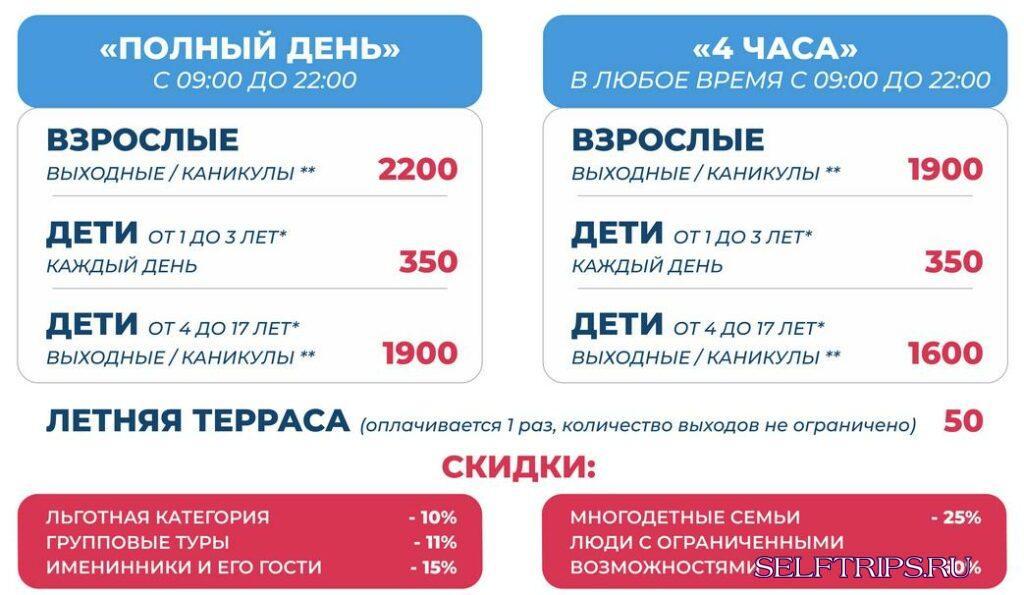 «ПОЛНЫЙ ДЕНЬ»
С 09:00 ДО 22:00
ВЗРОСЛЫЕ
ВЫХОДНЫЕ / КАНИКУЛЫ ** 2200
ДЕТИ ОТ 1 ДО 3 ЛЕТ*
КАЖДЫЙ ДЕНЬ 350
ДЕТИ ОТ 4 ДО 17 ЛЕТ*
ВЫХОДНЫЕ / КАНИКУЛЫ ** 1900
«4 ЧАСА»
В ЛЮБОЕ ВРЕМЯ С 09:00 ДО 22:00
ВЗРОСЛЫЕ
ВЫХОДНЫЕ / КАНИКУЛЫ ** 1900
ДЕТИ ОТ 1 ДО 3 ЛЕТ*
КАЖДЫЙ ДЕНЬ 350
ДЕТИ ОТ 4 ДО 17 ЛЕТ*
ВЫХОДНЫЕ / КАНИКУЛЫ ** 1600
ЛЕТНЯЯ ТЕРРАСА (оплачивается 1 раз, количество выходов не ограничено) 50
СКИДКИ:
ЛЬГОТНАЯ КАТЕГОРИЯ - 10%
ГРУППОВЫЕ ТУРЫ - 11%
ИМЕНИННИКИ И ЕГО ГОСТИ - 15%
МНОГОДЕТНЫЕ СЕМЬИ - 25%
ЛЮДИ С ОГРАНИЧЕННЫМИ
ВОЗМОЖНОСТЯМИ
SELFTRIPS.RU